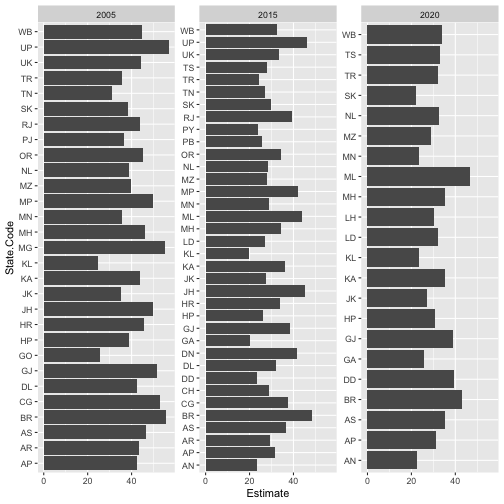 2005
2015
2020
State.Code
WB
UP
UK
TR
TN
SK
RJ
PJ
OR
NL
MZ
MP
MN
MH
MG
KL
KA
JK
JH
HR
HP
GO
GJ
DL
CG
BR
AS
AR
AP
WB
UP
UK
TS
TR
TN
SK
RJ
PY
PB
OR
NL
MZ
MP
MN
ML
MH
LD
KL
KA
JK
JH
HR
HP
GJ
GA
DN
DL
DD
CH
CG
BR
AS
AR
AP
AN
WB
TS
TR
SK
NL
MZ
MN
ML
MH
LH
LD
KL
KA
JK
HP
GJ
GA
DD
BR
AS
AP
AN
0 20 40
0 20 40
0 20 40
Estimate